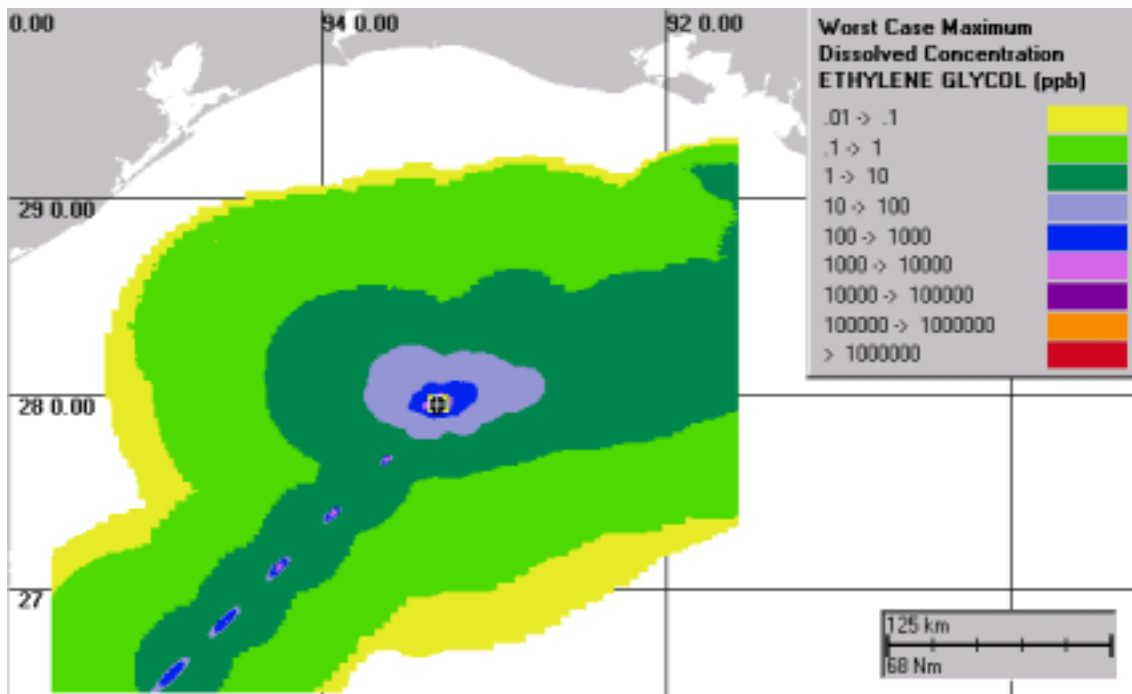 0.00
94 0.00
92 0.00
Worst Case Maximum
Dissolved Concentration
ETHYLENE GLYCOL (ppb)
.01 -> .1
.1 -> 1
1 -> 10
10 -> 100
100 -> 1000
1000 -> 10000
10000 -> 100000
100000 -> 1000000
> 1000000
29 0.00
28 0.00
27
125 km
68 Nm